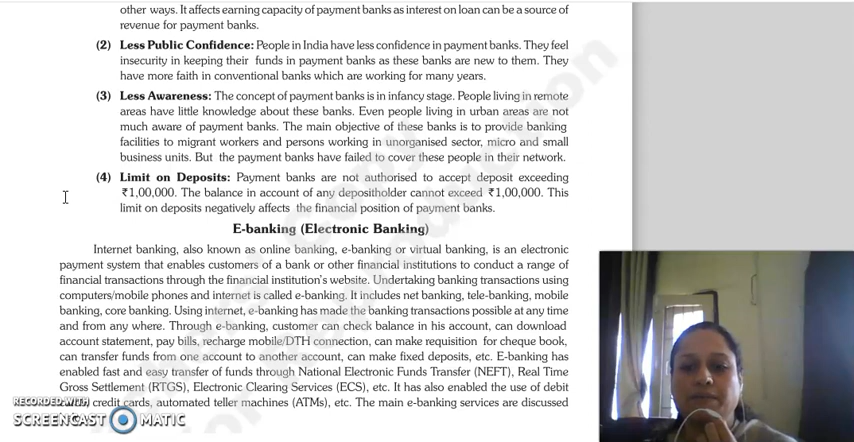 other ways. It affects earning capacity of payment banks as interest on loan can be a source of
revenue for payment banks.
(2) Less Public Confidence: People in India have less confidence in payment banks. They feel
insecurity in keeping their funds in payment banks as these banks are new to them. They
have more faith in conventional banks which are working for many years.
(3) Less Awareness: The concept of payment banks is in infancy stage. People living in remote
areas have little knowledge about these banks. Even people living in urban areas are not
much aware of payment banks. The main objective of these banks is to provide banking
facilities to migrant workers and persons working in unorganised sector, micro and small
business units. But the payment banks have failed to cover these people in their network.
(4) Limit on Deposits: Payment banks are not authorised to accept deposit exceeding
₹1,00,000. The balance in account of any depositholder cannot exceed ₹1,00,000. This
limit on deposits negatively affects the financial position of payment banks.
E-banking (Electronic Banking)
Internet banking, also known as online banking, e-banking or virtual banking, is an electronic
payment system that enables customers of a bank or other financial institutions to conduct a range of
financial transactions through the financial institution's website. Undertaking banking transactions using
computers/mobile phones and internet is called e-banking. It includes net banking, tele-banking, mobile
banking, core banking. Using internet, e-banking has made the banking transactions possible at any time
and from any where. Through e-banking, customer can check balance in his account, can download
account statement, pay bills, recharge mobile/DTH connection, can make requisition for cheque book,
can transfer funds from one account to another account, can make fixed deposits, etc. E-banking has
enabled fast and easy transfer of funds through National Electronic Funds Transfer (NEFT), Real Time
Gross Settlement (RTGS), Electronic Clearing Services (ECS), etc. It has also enabled the use of debit
credit cards, automated teller machines (ATMs), etc. The main e-banking services are discussed
RECORDED WITH
SCREENCAST MATIC